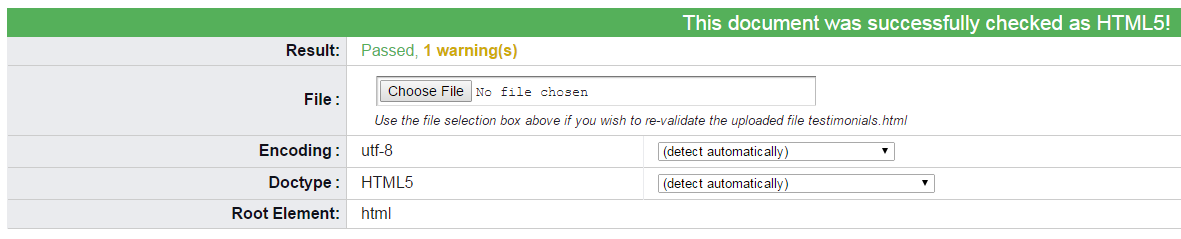 This document was successfully checked as HTML5!
Result: Passed, 1 warning(s)
File : Choose File No file chosen
Use the file selection box above if you wish to re-validate the uploaded file testimonials.html
Encoding : utf-8 (detect automatically)
Doctype : HTML5 (detect automatically)
Root Element: html